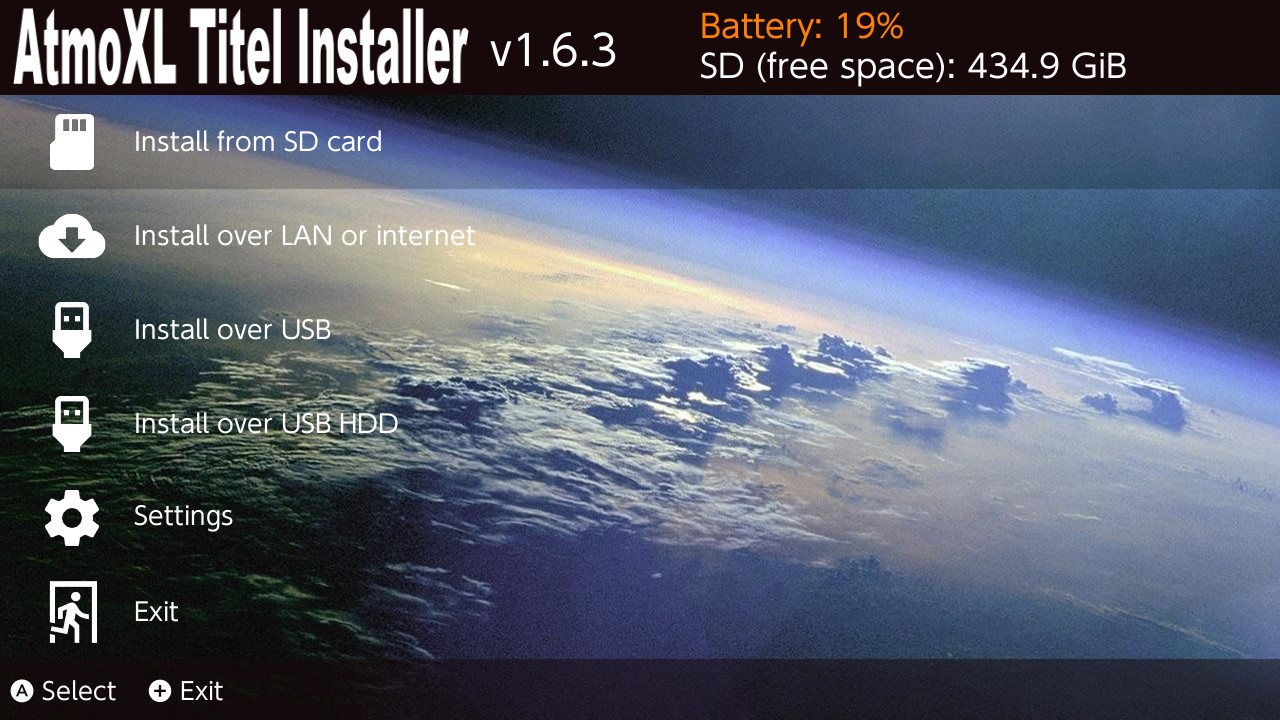 AtmoXL Titel Installer v1.6.3
Battery: 19%
SD (free space): 434.9 GiB
Install from SD card
Install over LAN or internet
Install over USB
Install over USB HDD
Settings
Exit
A Select + Exit